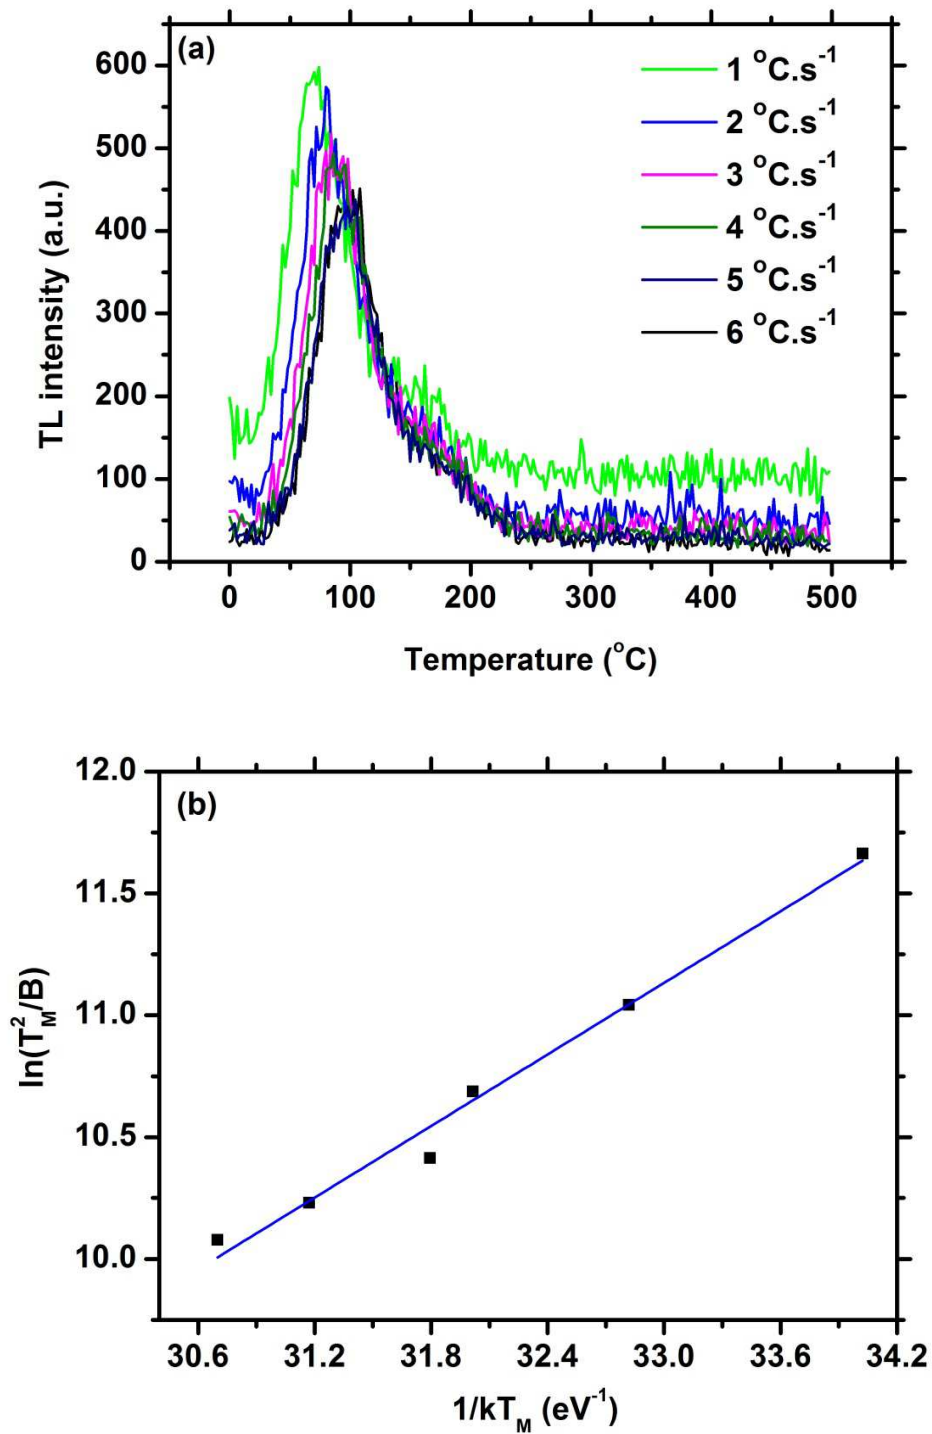 (a)
1 °C.s⁻¹
2 °C.s⁻¹
3 °C.s⁻¹
4 °C.s⁻¹
5 °C.s⁻¹
6 °C.s⁻¹
600
500
400
300
200
100
0
TL intensity (a.u.)
0 100 200 300 400 500
Temperature (°C)
(b)
12.0
11.5
11.0
10.5
10.0
ln(T_M²/B)
30.6 31.2 31.8 32.4 33.0 33.6 34.2
1/kT_M (eV⁻¹)